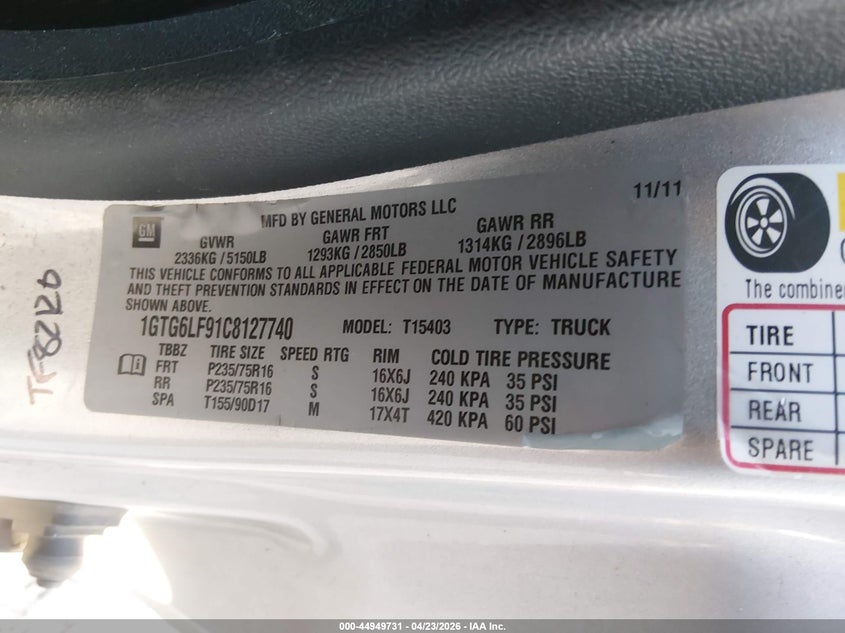 GM
MFD BY GENERAL MOTORS LLC
11/11
GVWR GAWR FRT GAWR RR
2336KG / 5150LB 1293KG / 2850LB 1314KG / 2896LB
THIS VEHICLE CONFORMS TO ALL APPLICABLE FEDERAL MOTOR VEHICLE SAFETY
AND THEFT PREVENTION STANDARDS IN EFFECT ON THE DATE OF MANUFACTURE
SHOWN ABOVE.
1GTG6LF91C8127740 MODEL: T15403 TYPE: TRUCK
TBBZ TIRE SIZE SPEED RTG RIM COLD TIRE PRESSURE
FRT P235/75R16 S 16X6J 240 KPA 35 PSI
RR P235/75R16 S 16X6J 240 KPA 35 PSI
SPA T155/90D17 M 17X4T 420 KPA 60 PSI
The combine
TIRE
FRONT
REAR
SPARE
000-44949731 - 04/23/2026 - IAA Inc.